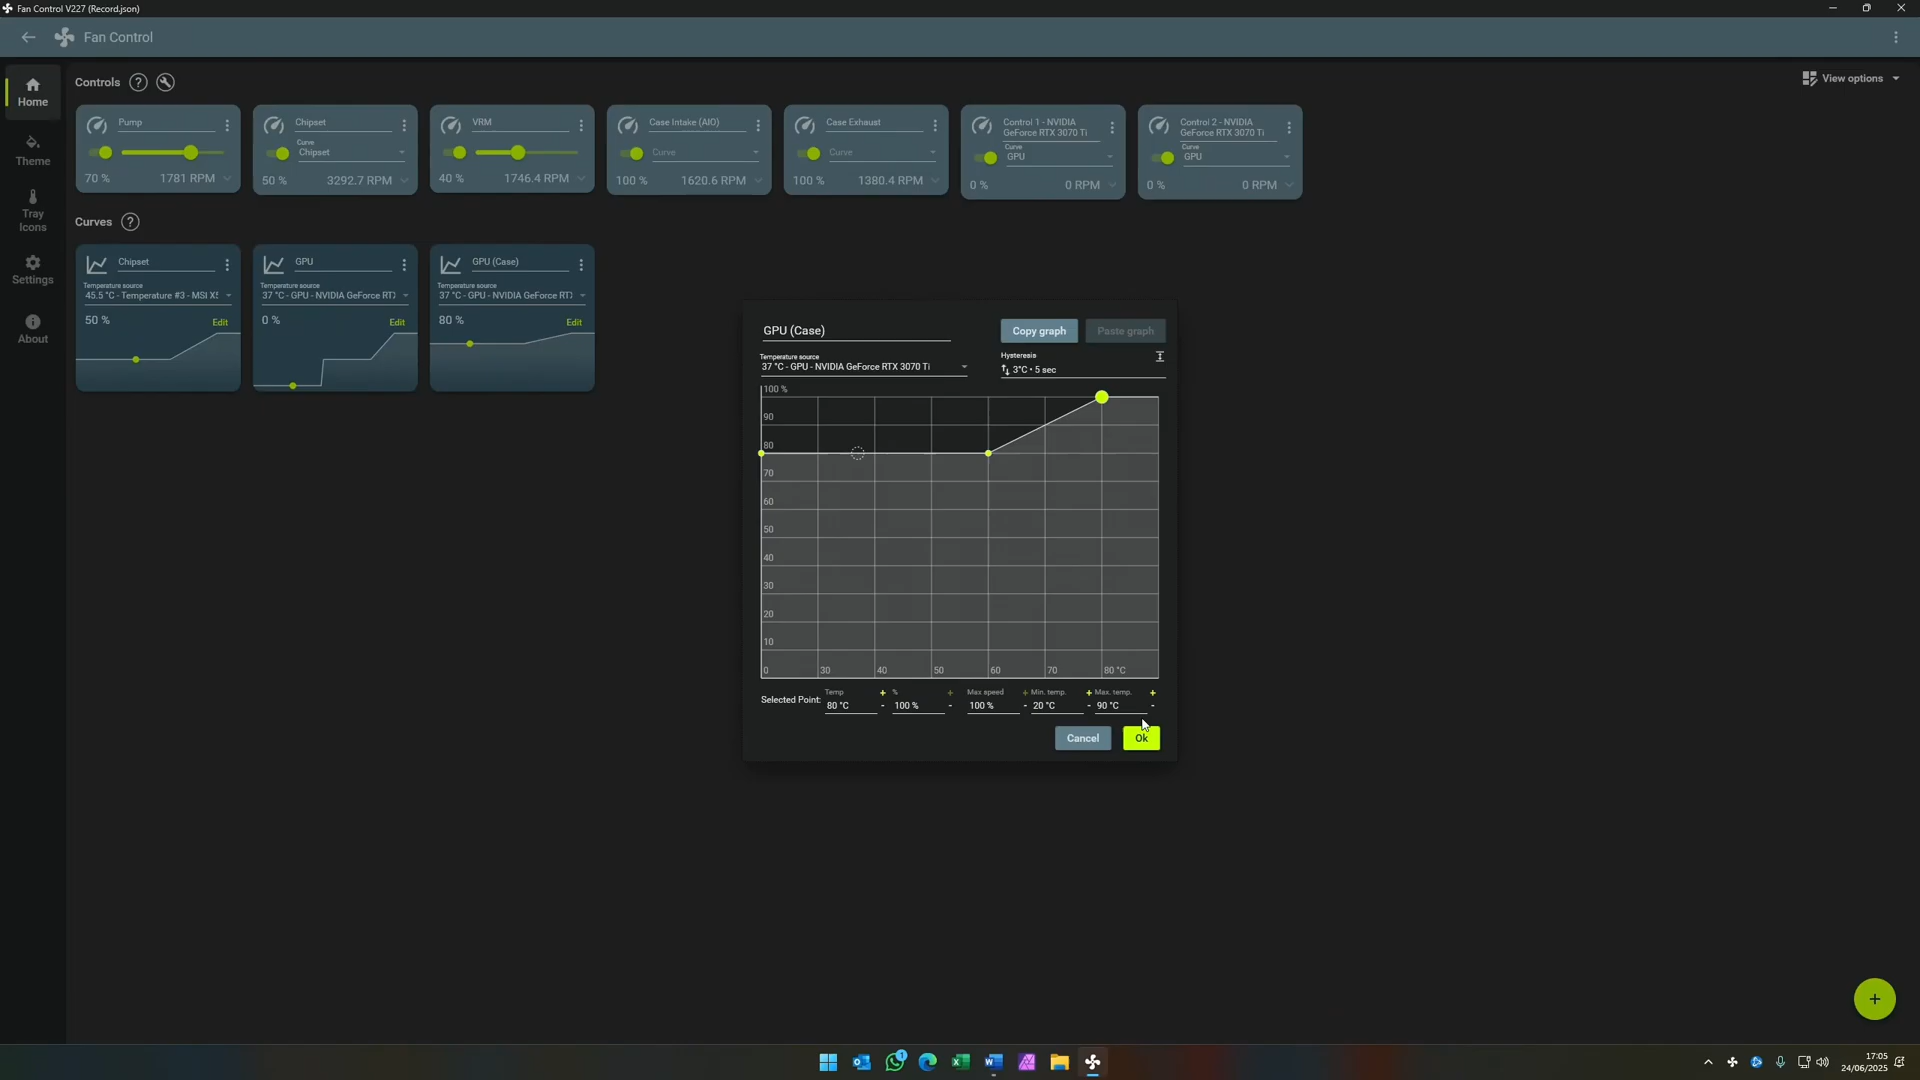 Fan Control V227 (Record.json)
Fan Control
Home
Theme
Tray
Icons
Settings
About
Controls
View options
Pump
70 %
1781 RPM
Chipset
Curve
Chipset
50 %
3292.7 RPM
VRM
40 %
1746.4 RPM
Case Intake (AIO)
Curve
100 %
1620.6 RPM
Case Exhaust
Curve
100 %
1380.4 RPM
Control 1 - NVIDIA
GeForce RTX 3070 Ti
Curve
GPU
0 %
0 RPM
Control 2 - NVIDIA
GeForce RTX 3070 Ti
Curve
GPU
0 %
0 RPM
Curves
Chipset
Temperature source
45.5 °C - Temperature #3 - MSI X!
50 %
Edit
GPU
Temperature source
37 °C - GPU - NVIDIA GeForce RT
0 %
Edit
GPU (Case)
Temperature source
37 °C - GPU - NVIDIA GeForce RT
80 %
Edit
GPU (Case)
Copy graph
Paste graph
Temperature source
37 °C - GPU - NVIDIA GeForce RTX 3070 Ti
Hysteresis
3°C • 5 sec
100 %
90
80
70
60
50
40
30
20
10
0 30 40 50 60 70 80 °C
Selected Point:
Temp + %  + Max speed + Min. temp. + Max. temp. +
80 °C - 100 % - 100 % - 20 °C - 90 °C -
Cancel
Ok
+
1
17:05
24/06/2025